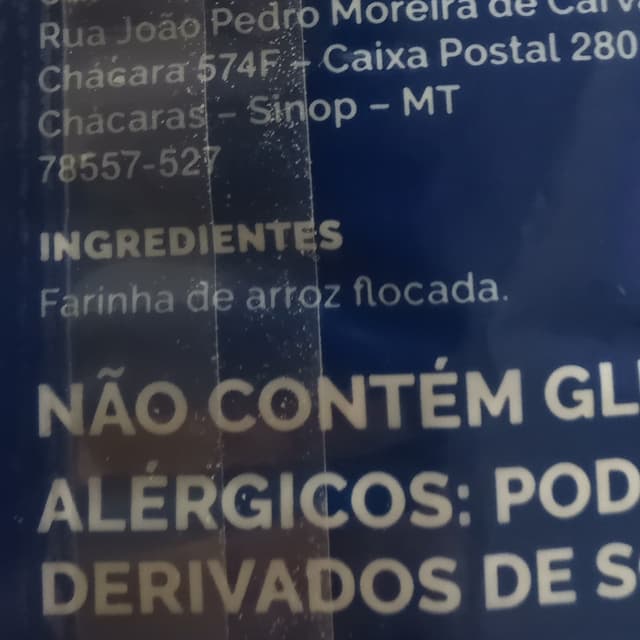 Rua João Pedro Moreira de Carv
Chácara 574F - Caixa Postal 280
Chácaras – Sinop – MT
78557-527
INGREDIENTES
Farinha de arroz flocada.
NÃO CONTÉM GL
ALÉRGICOS: POD
DERIVADOS DE S